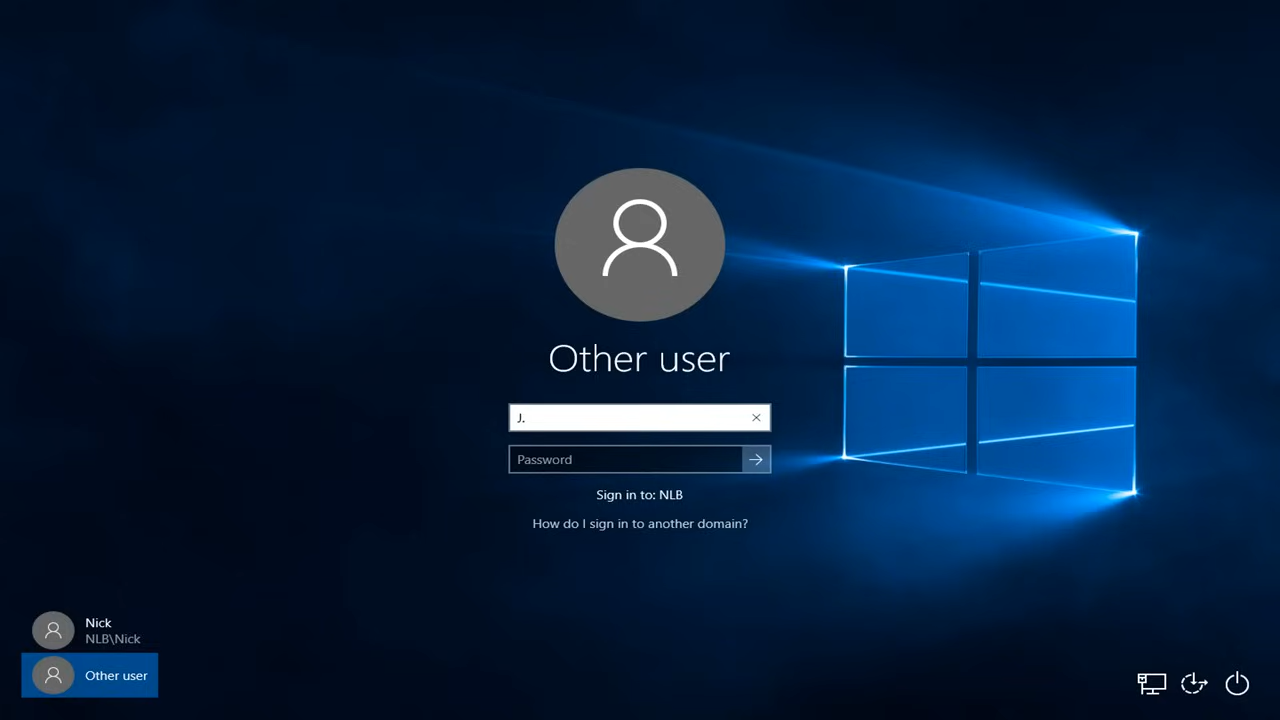 Other user
J.
Password
Sign in to: NLB
How do I sign in to another domain?
Nick
NLB\Nick
Other user